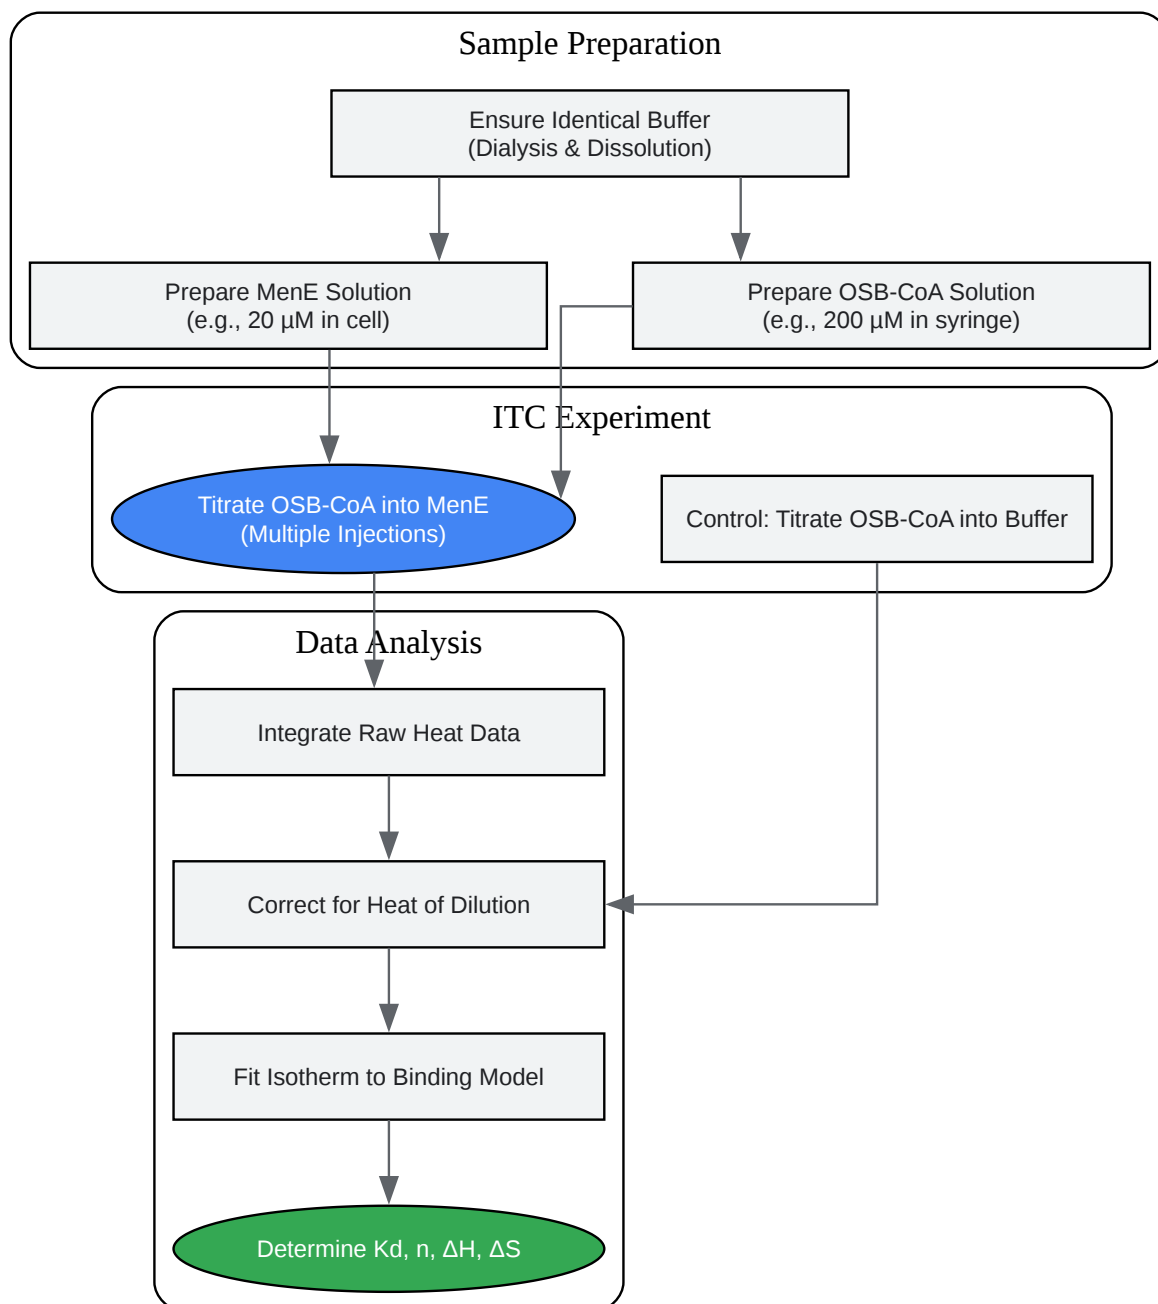 Sample Preparation
Ensure Identical Buffer
(Dialysis & Dissolution)
Prepare MenE Solution
(e.g., 20 µM in cell)
Prepare OSB-CoA Solution
(e.g., 200 µM in syringe)
ITC Experiment
Titrate OSB-CoA into MenE
(Multiple Injections)
Control: Titrate OSB-CoA into Buffer
Data Analysis
Integrate Raw Heat Data
Correct for Heat of Dilution
Fit Isotherm to Binding Model
Determine Kd, n, ΔH, ΔS